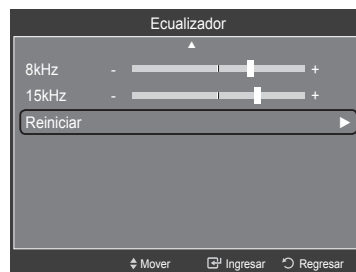 Ecualizador
8kHz - +
15kHz - +
Reiniciar
Mover Ingresar Regresar